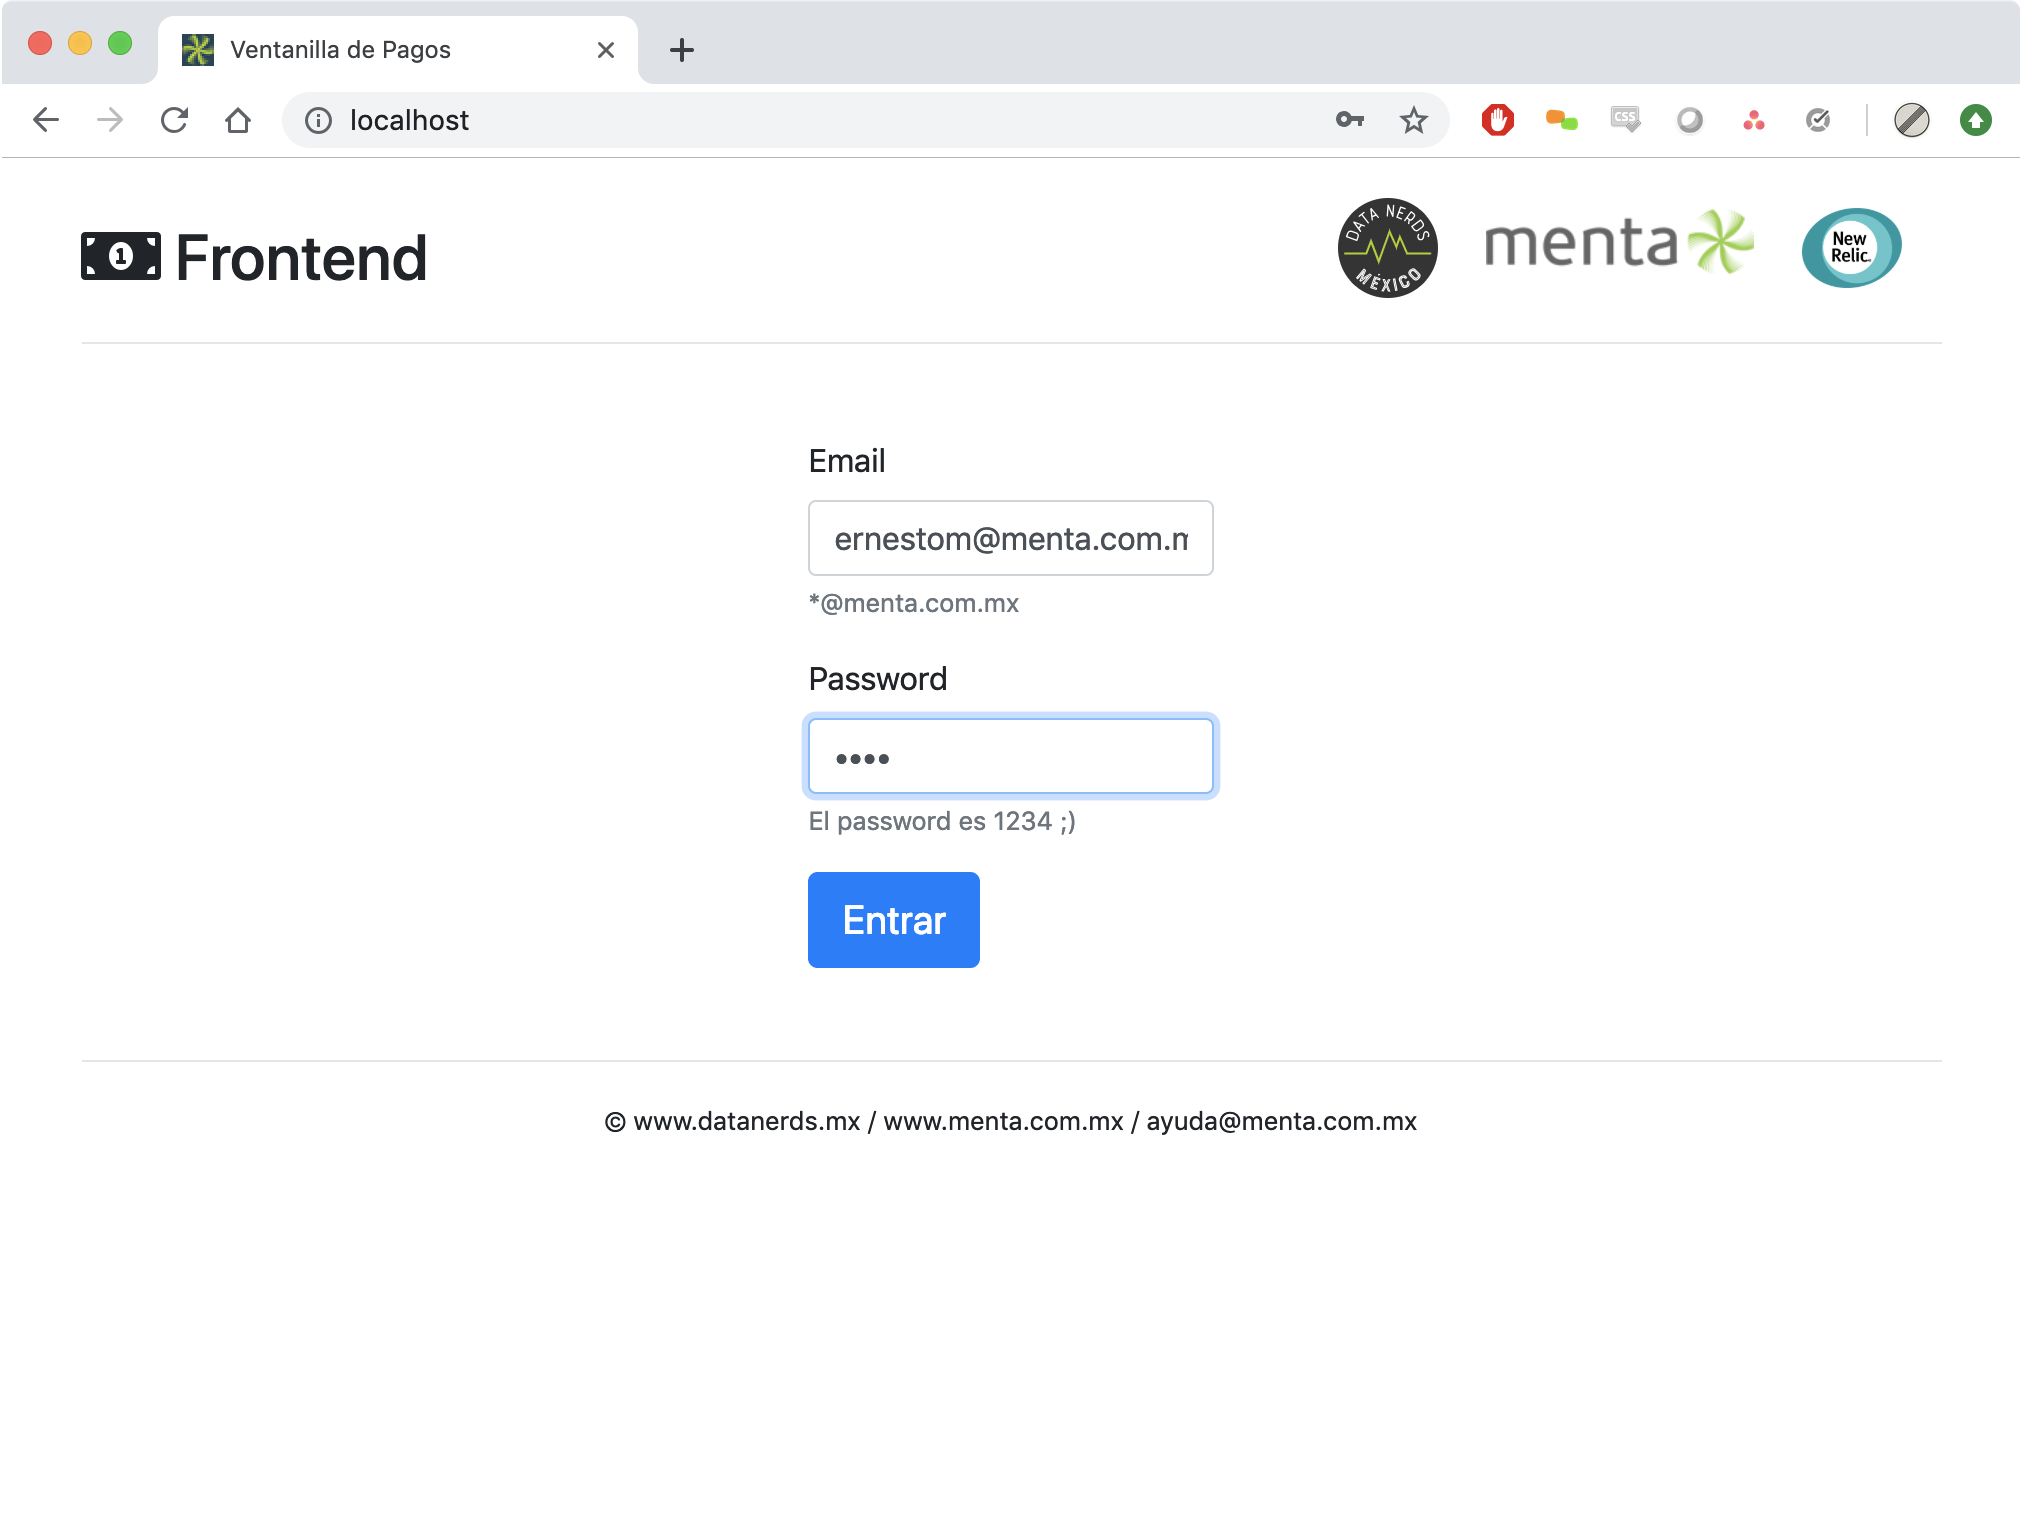 Ventanilla de Pagos
localhost
CSS
1 Frontend
DATA NERDS
MÉXICO
menta
New
Relic.
Email
ernestom@menta.com.m
*@menta.com.mx
Password
••••
El password es 1234 ;)
Entrar
© www.datanerds.mx / www.menta.com.mx / ayuda@menta.com.mx